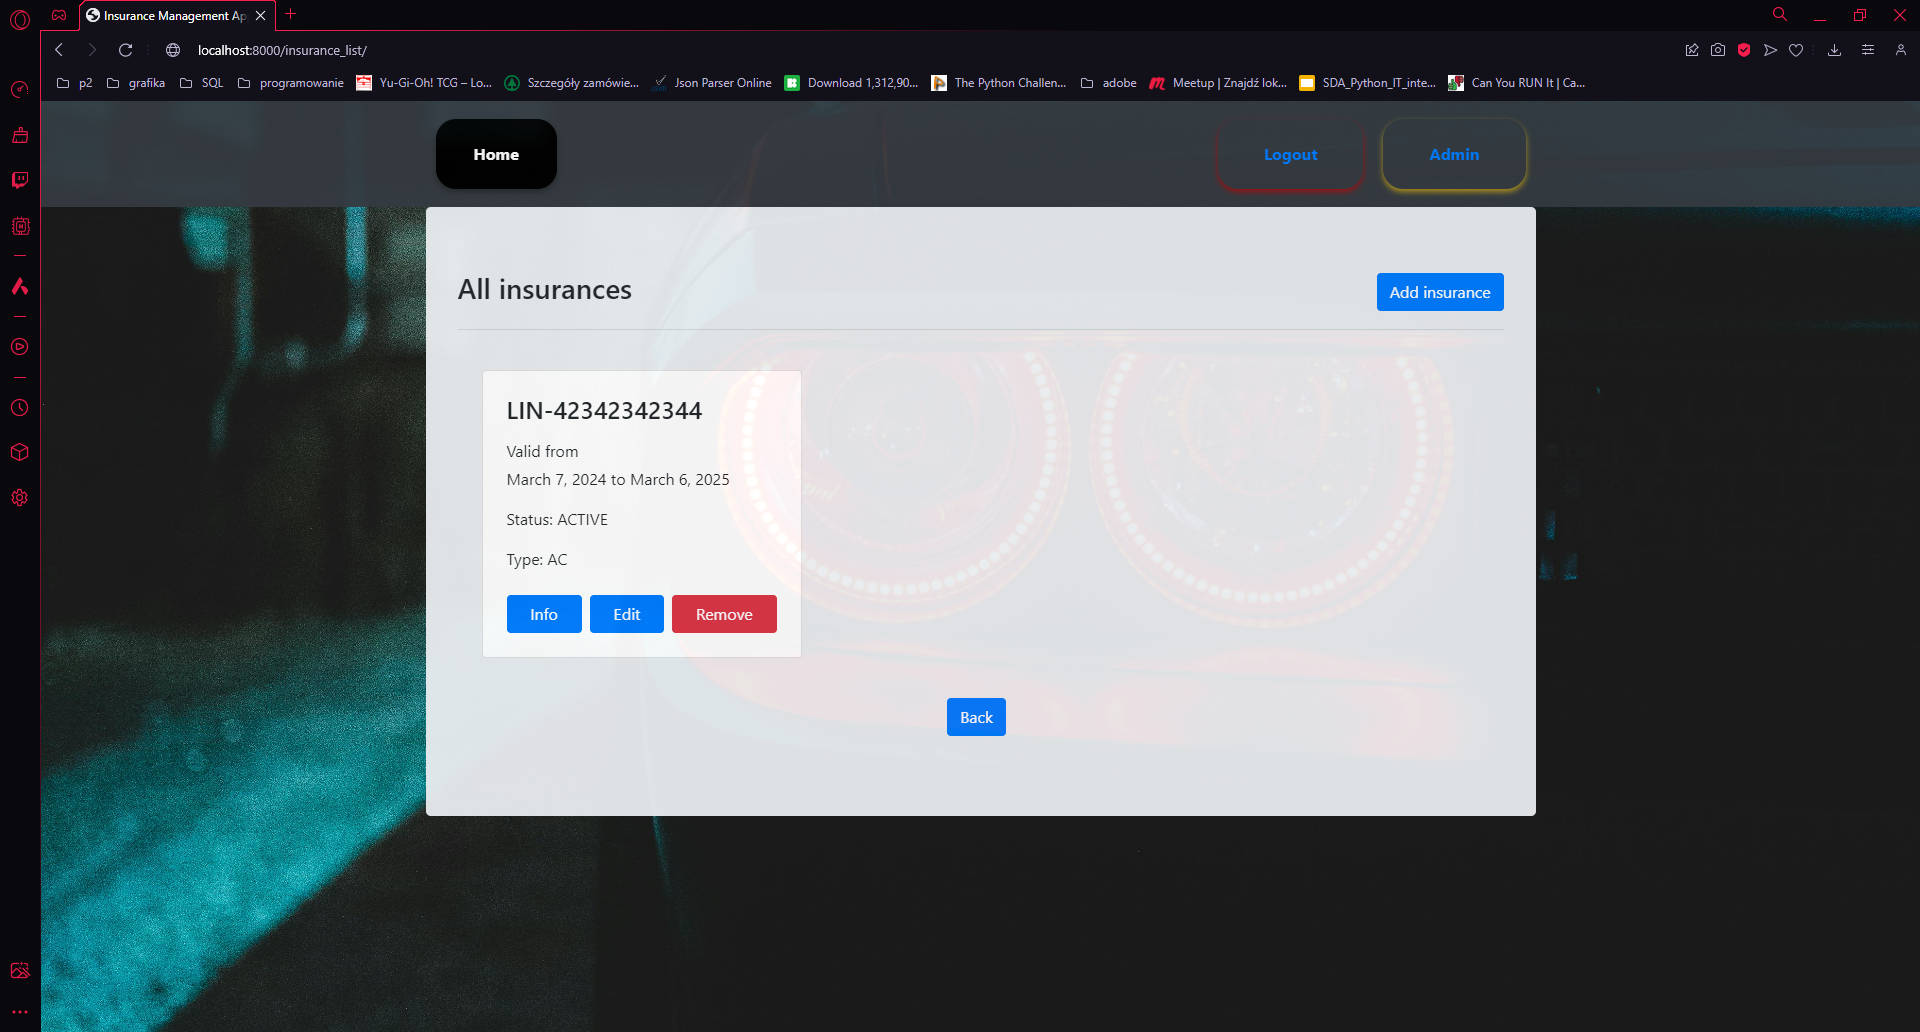 Insurance Management Ap
localhost:8000/insurance_list/
p2 grafika SQL programowanie Yu-Gi-Oh! TCG – Lo... Szczegóły zamówie... Json Parser Online Download 1,312,90... The Python Challen... adobe Meetup | Znajdź lok... SDA_Python_IT_inte... Can You RUN It | Ca...
Home Logout Admin
All insurances Add insurance
LIN-42342342344
Valid from
March 7, 2024 to March 6, 2025
Status: ACTIVE
Type: AC
Info Edit Remove
Back